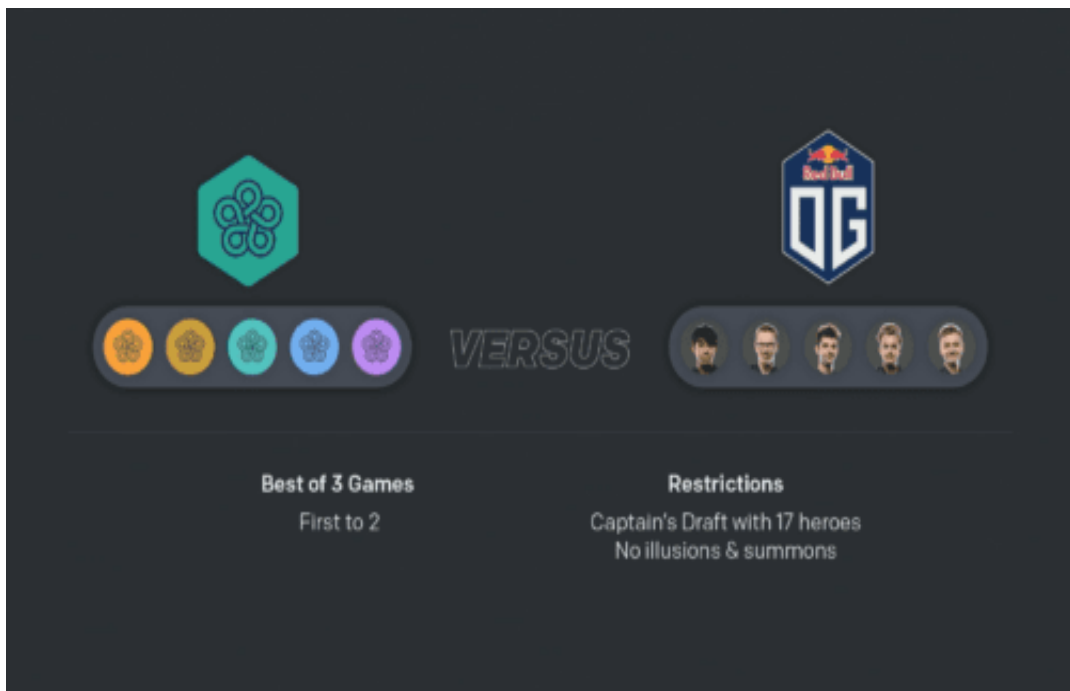 Red Bull
OG
VERSUS
Best of 3 Games
First to 2
Restrictions
Captain's Draft with 17 heroes
No illusions & summons